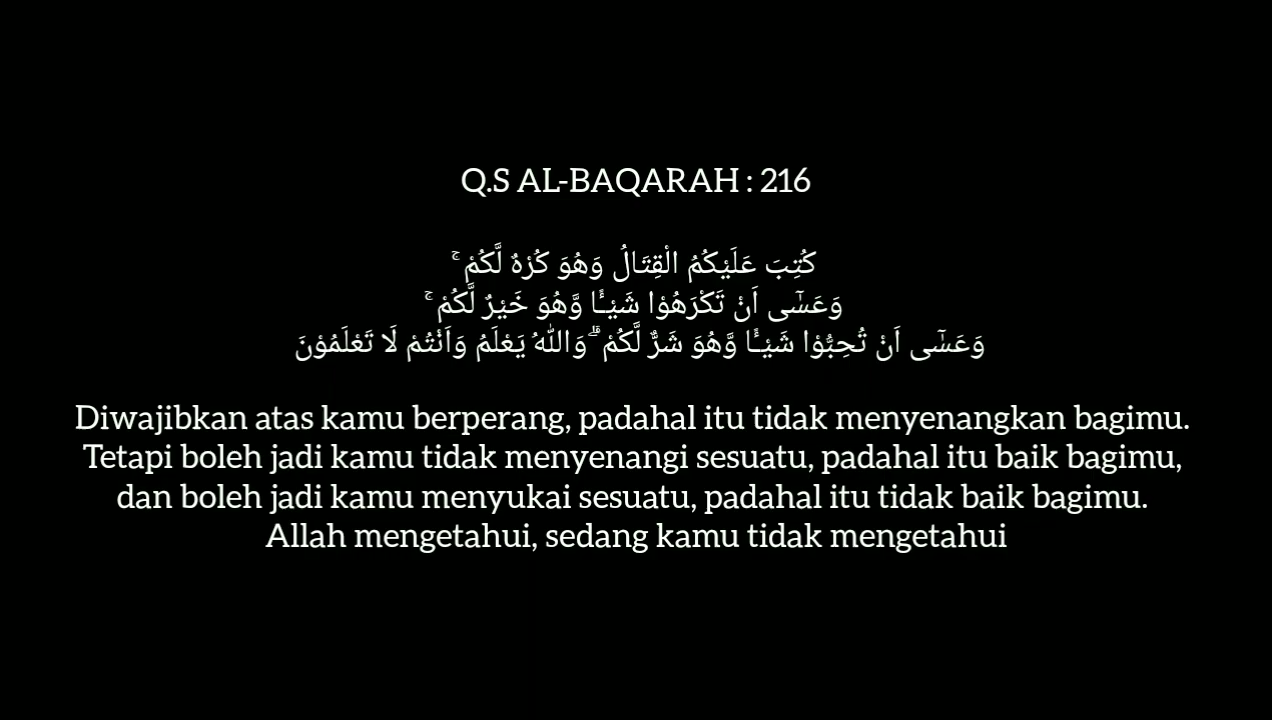 Q.S AL-BAQARAH : 216
كُتِبَ عَلَيْكُمُ الْقِتَالُ وَهُوَ كُرْهٌ لَّكُمْ ۚ
وَعَسٰٓى اَنْ تَكْرَهُوْا شَيْـًٔا وَّهُوَ خَيْرٌ لَّكُمْ ۚ
وَعَسٰٓى اَنْ تُحِبُّوْا شَيْـًٔا وَّهُوَ شَرٌّ لَّكُمْ ۗ وَاللّٰهُ يَعْلَمُ وَاَنْتُمْ لَا تَعْلَمُوْنَ
Diwajibkan atas kamu berperang, padahal itu tidak menyenangkan bagimu.
Tetapi boleh jadi kamu tidak menyenangi sesuatu, padahal itu baik bagimu,
dan boleh jadi kamu menyukai sesuatu, padahal itu tidak baik bagimu.
Allah mengetahui, sedang kamu tidak mengetahui